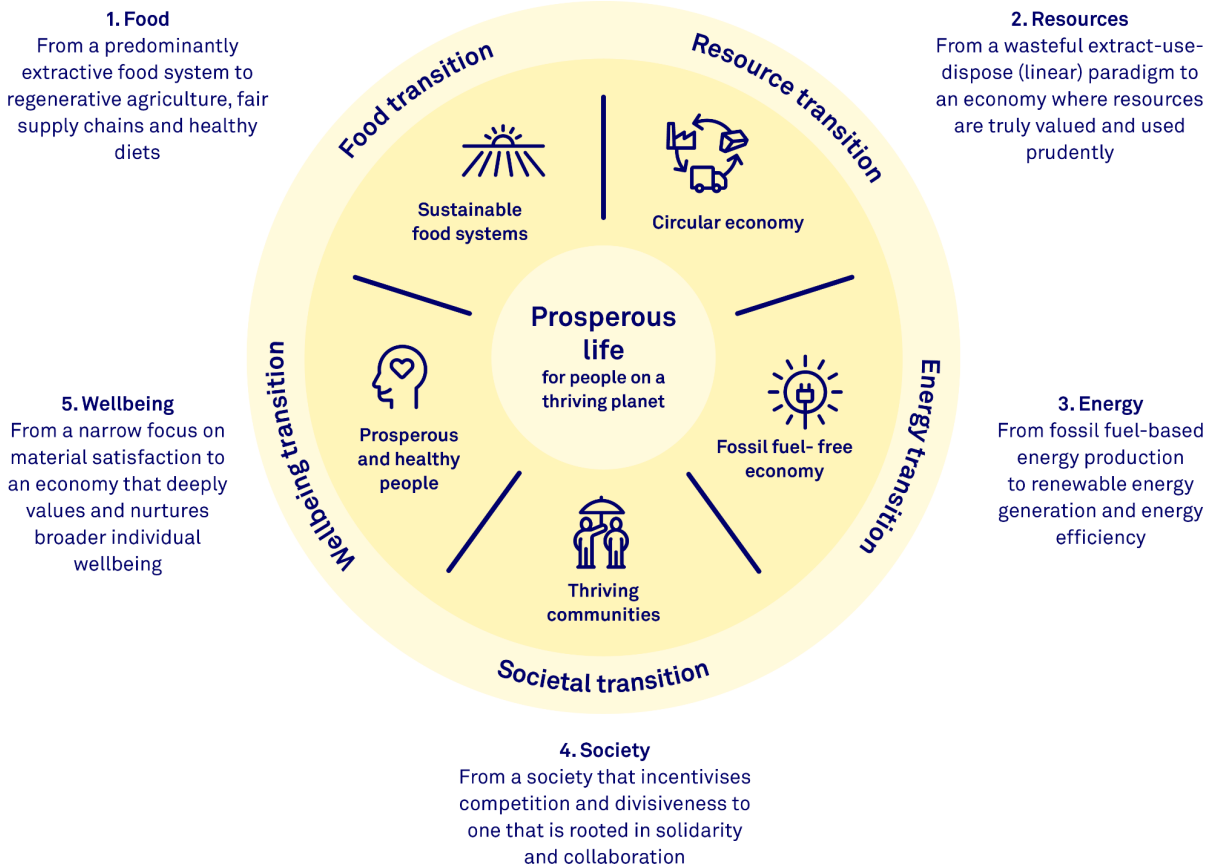 1. Food
From a predominantly
extractive food system to
regenerative agriculture, fair
supply chains and healthy
diets
2. Resources
From a wasteful extract-use-
dispose (linear) paradigm to
an economy where resources
are truly valued and used
prudently
Food transition
Resource transition
Sustainable
food systems
Circular economy
Prosperous
life
for people on a
thriving planet
Wellbeing transition
Energy transition
Prosperous
and healthy
people
Fossil fuel- free
economy
5. Wellbeing
From a narrow focus on
material satisfaction to
an economy that deeply
values and nurtures
broader individual
wellbeing
3. Energy
From fossil fuel-based
energy production
to renewable energy
generation and energy
efficiency
Thriving
communities
Societal transition
4. Society
From a society that incentivises
competition and divisiveness to
one that is rooted in solidarity
and collaboration